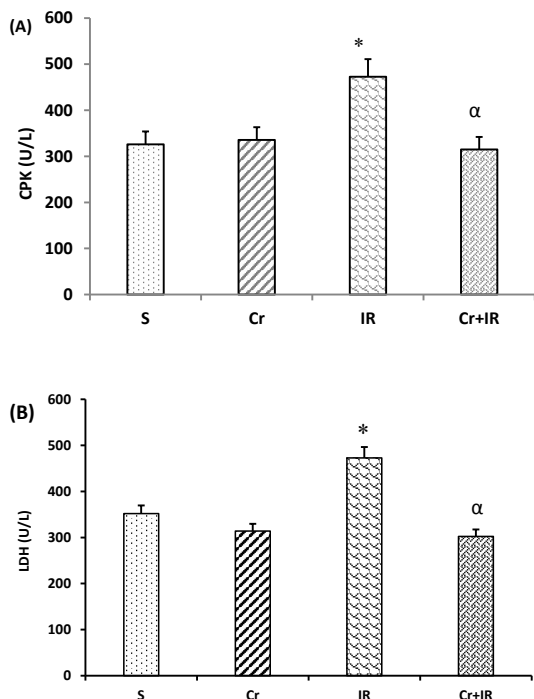 (A)
600
500
400
300
200
100
0
CPK (U/L)
*
α
S Cr IR Cr+IR
(B)
600
500
400
300
200
100
0
LDH (U/L)
*
α
S Cr IR Cr+IR